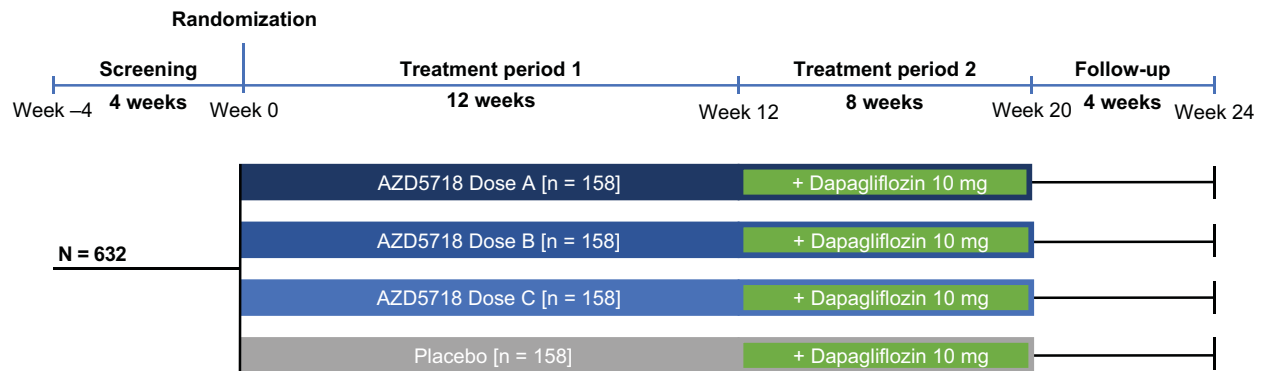 Randomization
Screening
Treatment period 1
Treatment period 2
Follow-up
4 weeks
12 weeks
8 weeks
4 weeks
Week –4
Week 0
Week 12
Week 20
Week 24
AZD5718 Dose A [n = 158]
+ Dapagliflozin 10 mg
AZD5718 Dose B [n = 158]
+ Dapagliflozin 10 mg
N = 632
AZD5718 Dose C [n = 158]
+ Dapagliflozin 10 mg
Placebo [n = 158]
+ Dapagliflozin 10 mg